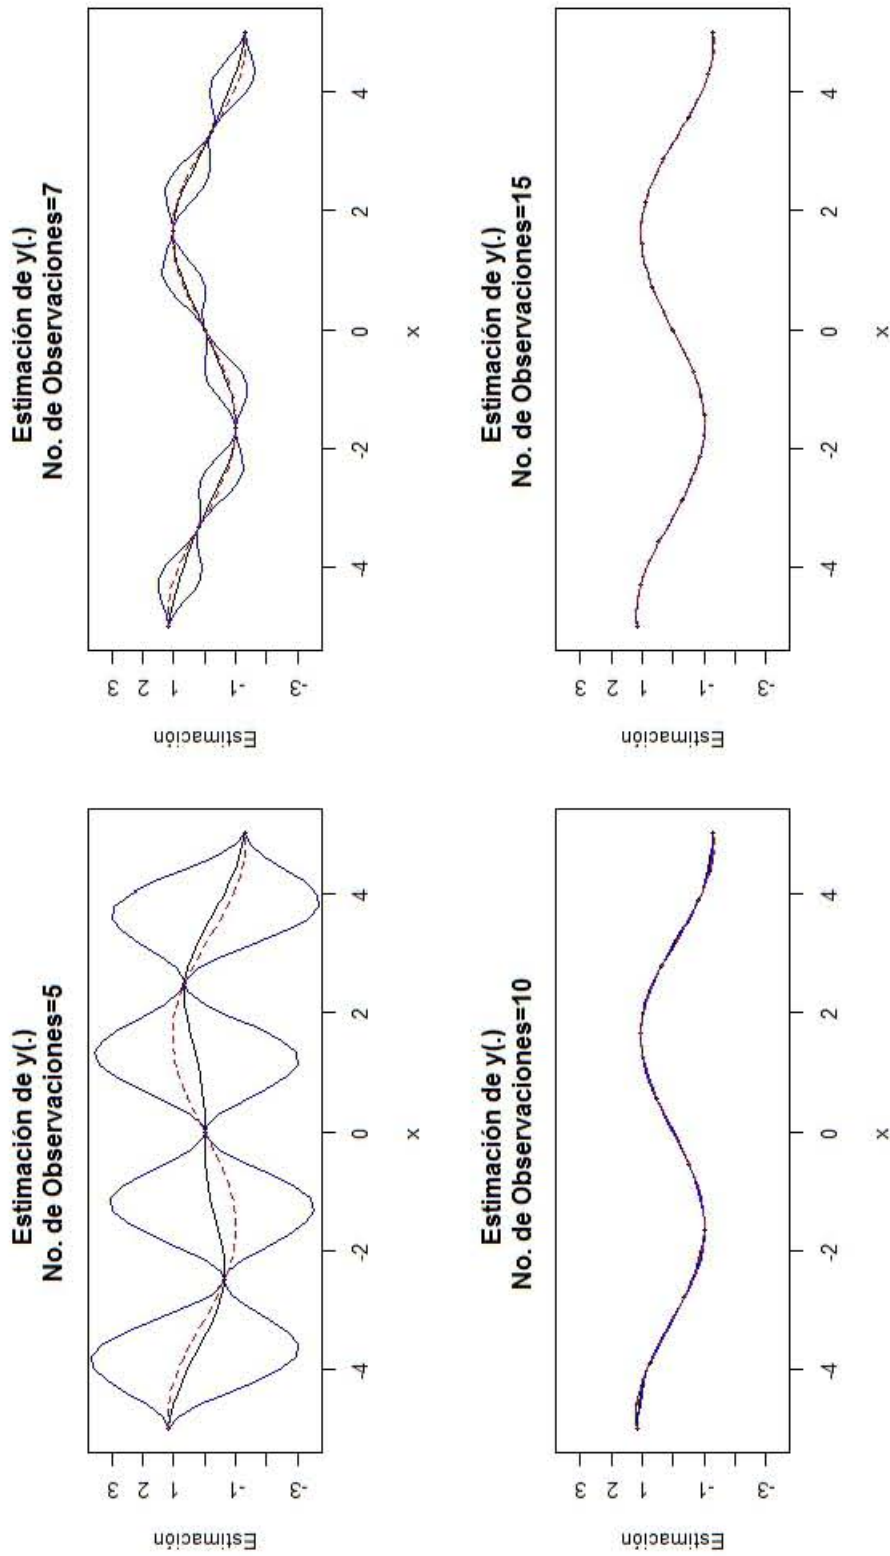 Estimación de y(.)
No. de Observaciones=5
Estimación
3
2
1
-1
-3
-4 -2 0 2 4
x
Estimación de y(.)
No. de Observaciones=7
Estimación
3
2
1
-1
-3
-4 -2 0 2 4
x
Estimación de y(.)
No. de Observaciones=10
Estimación
3
2
1
-1
-3
-4 -2 0 2 4
x
Estimación de y(.)
No. de Observaciones=15
Estimación
3
2
1
-1
-3
-4 -2 0 2 4
x